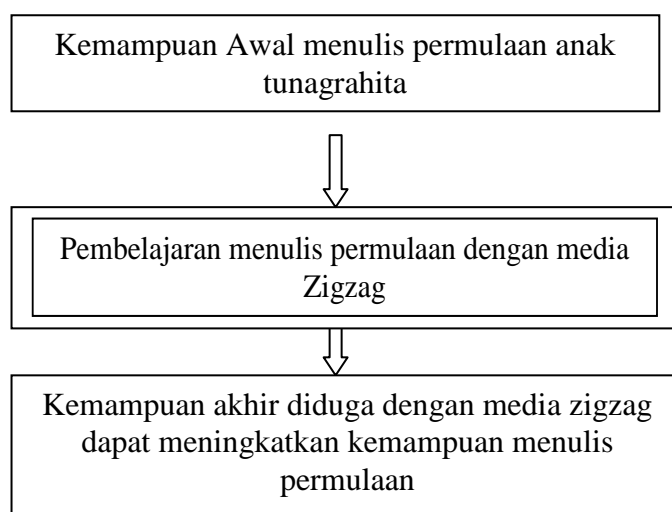 Kemampuan Awal menulis permulaan anak
tunagrahita
Pembelajaran menulis permulaan dengan media
Zigzag
Kemampuan akhir diduga dengan media zigzag
dapat meningkatkan kemampuan menulis
permulaan